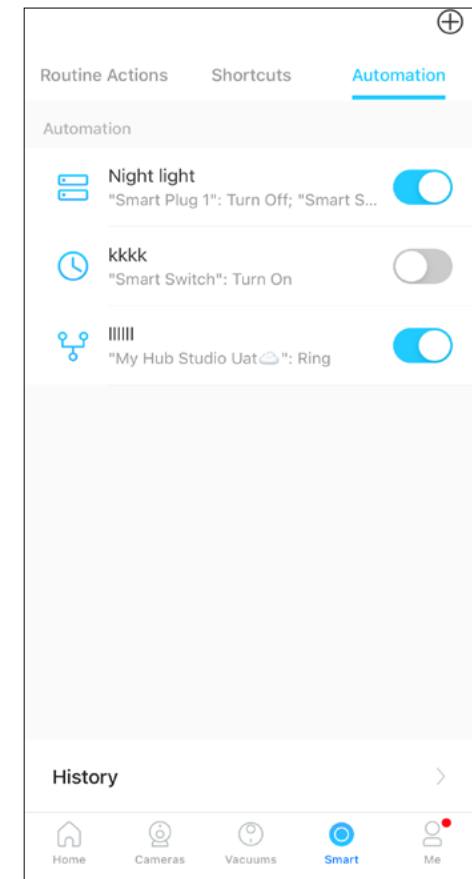 Routine Actions Shortcuts Automation
Automation
Night light
"Smart Plug 1": Turn Off; "Smart S...
kkkk
"Smart Switch": Turn On
llllll
"My Hub Studio Uat☁️": Ring
History
Home Cameras Vacuums Smart Me